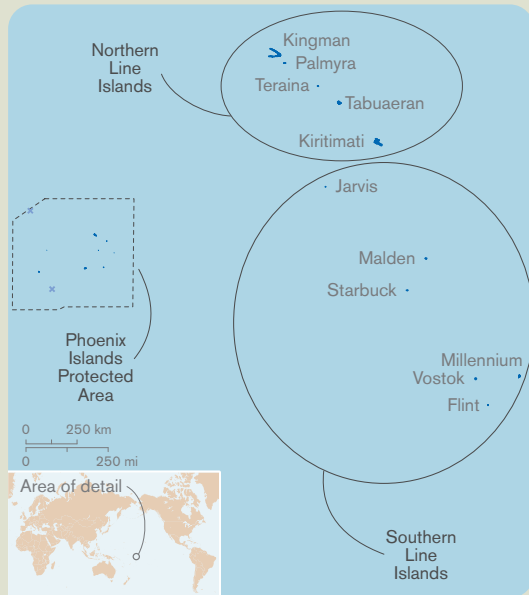 Northern
Line
Islands
Kingman
Palmyra
Teraina
Tabuaeran
Kiritimati
Jarvis
Malden
Starbuck
Millennium
Vostok
Flint
Phoenix
Islands
Protected
Area
0 250 km
0 250 mi
Area of detail
Southern
Line
Islands